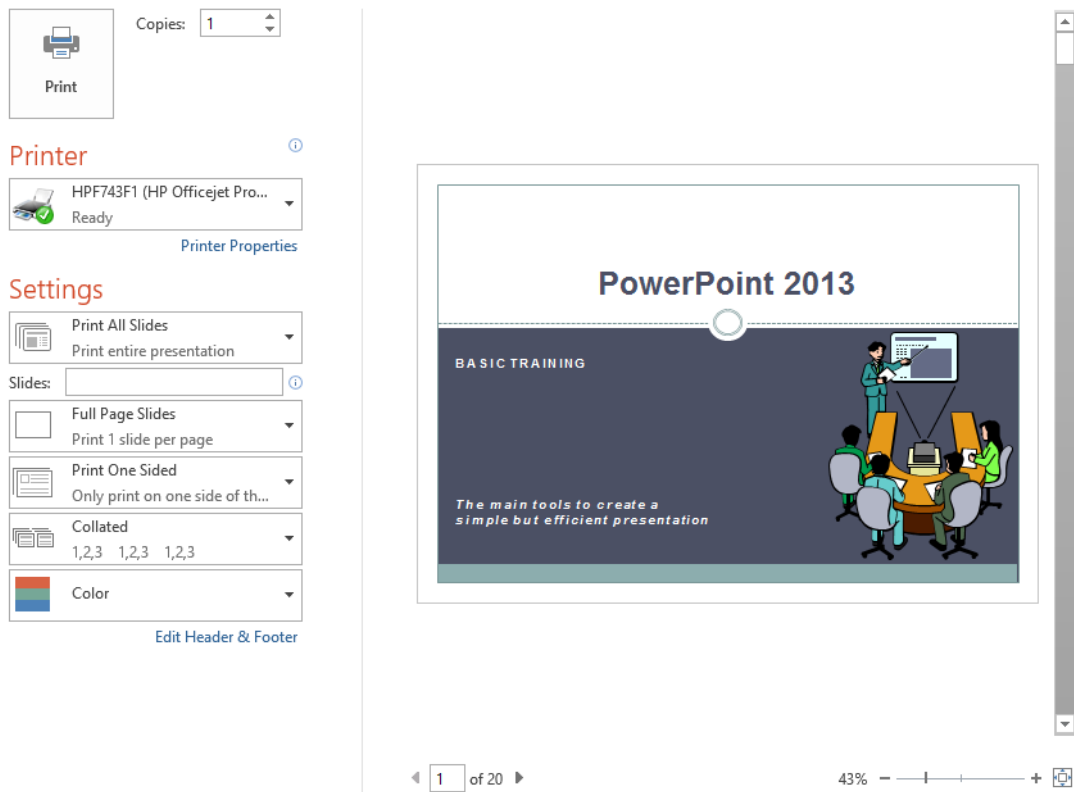 Copies: 1
Print
Printer
HPF743F1 (HP Officejet Pro...
Ready
Printer Properties
Settings
Print All Slides
Print entire presentation
Slides:
Full Page Slides
Print 1 slide per page
Print One Sided
Only print on one side of th...
Collated
1,2,3 1,2,3 1,2,3
Color
Edit Header & Footer
PowerPoint 2013
BASIC TRAINING
The main tools to create a
simple but efficient presentation
1 of 20
43%